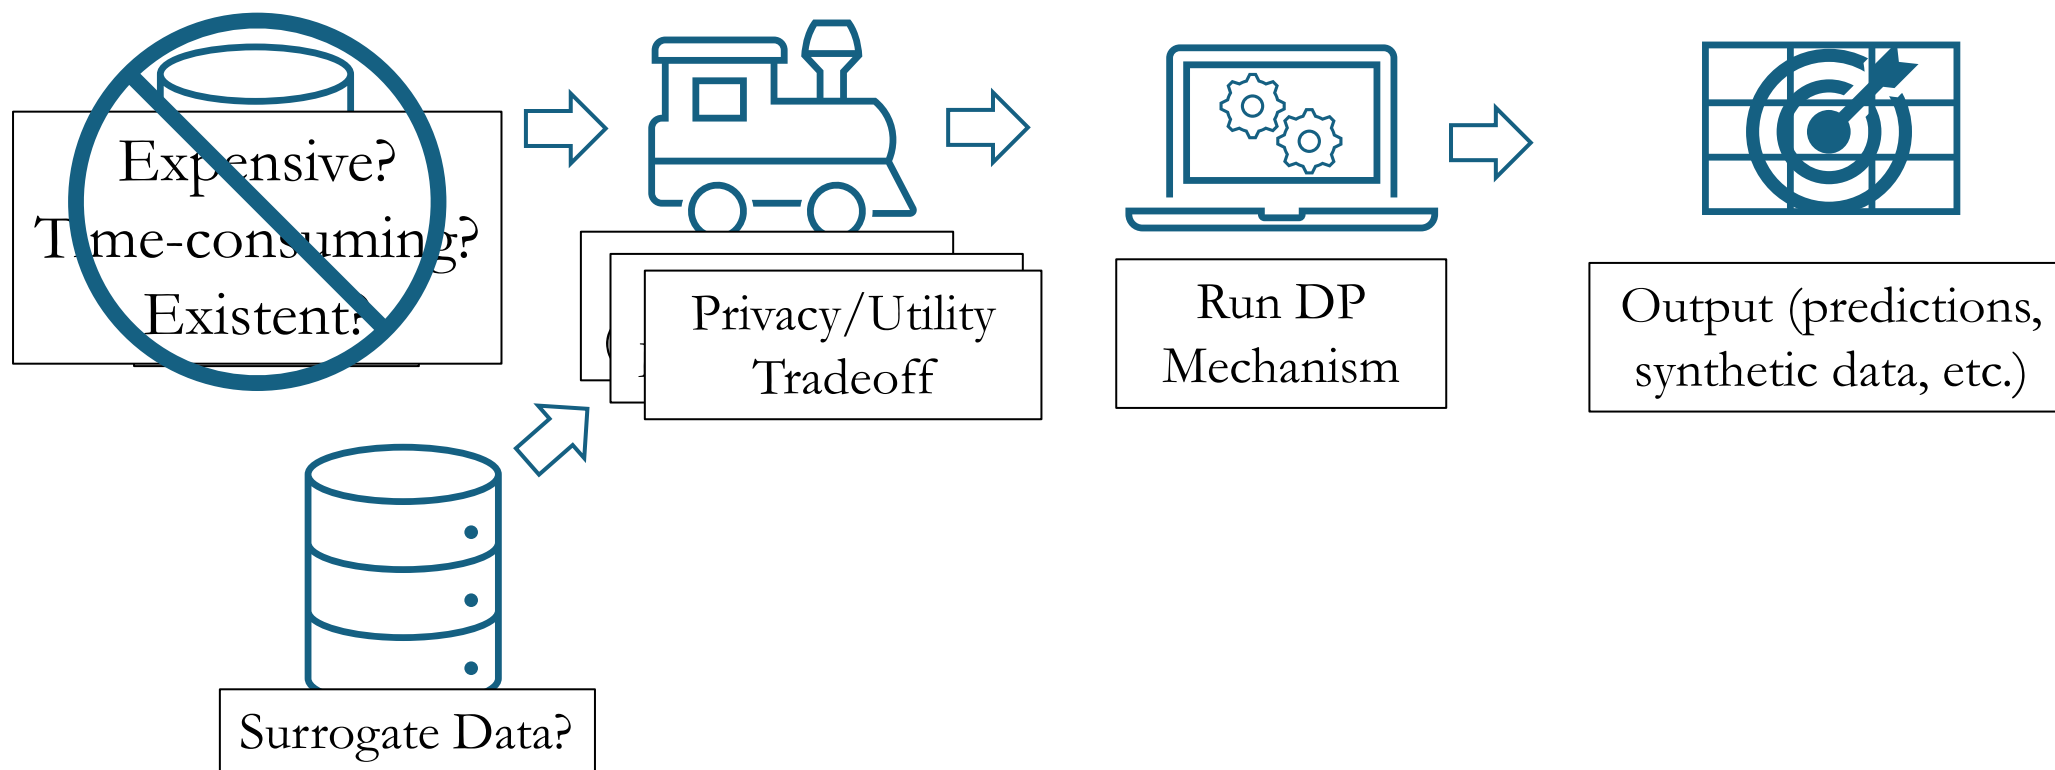 Expensive?
Time-consuming?
Existent?
Privacy/Utility
Tradeoff
Run DP
Mechanism
Output (predictions,
synthetic data, etc.)
Surrogate Data?